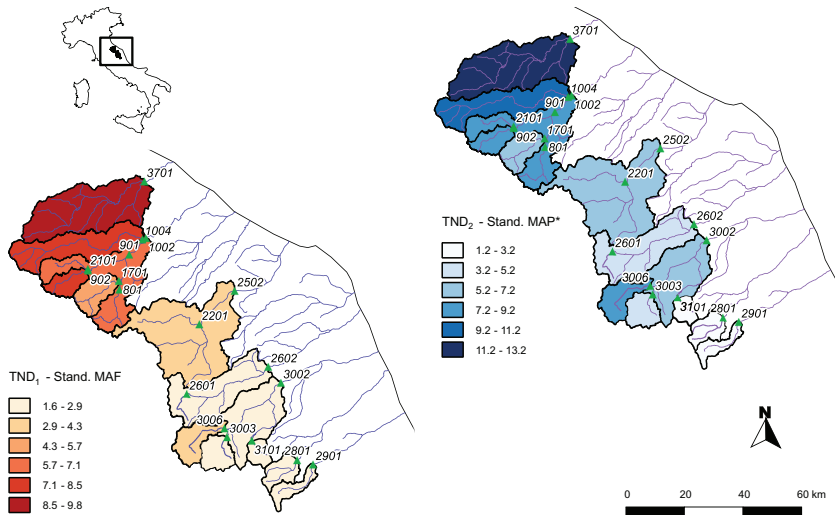 3701
1004
901
1002
2101
1701
902
801
2502
2201
2602
3002
2601
3006
3003
3101
2801
2901
TND1 - Stand. MAF
1.6 - 2.9
2.9 - 4.3
4.3 - 5.7
5.7 - 7.1
7.1 - 8.5
8.5 - 9.8
3701
1004
901
1002
2101
1701
902
801
2502
2201
2602
3002
2601
3006
3003
3101
2801
2901
TND2 - Stand. MAP*
1.2 - 3.2
3.2 - 5.2
5.2 - 7.2
7.2 - 9.2
9.2 - 11.2
11.2 - 13.2
N
0 20 40 60 km